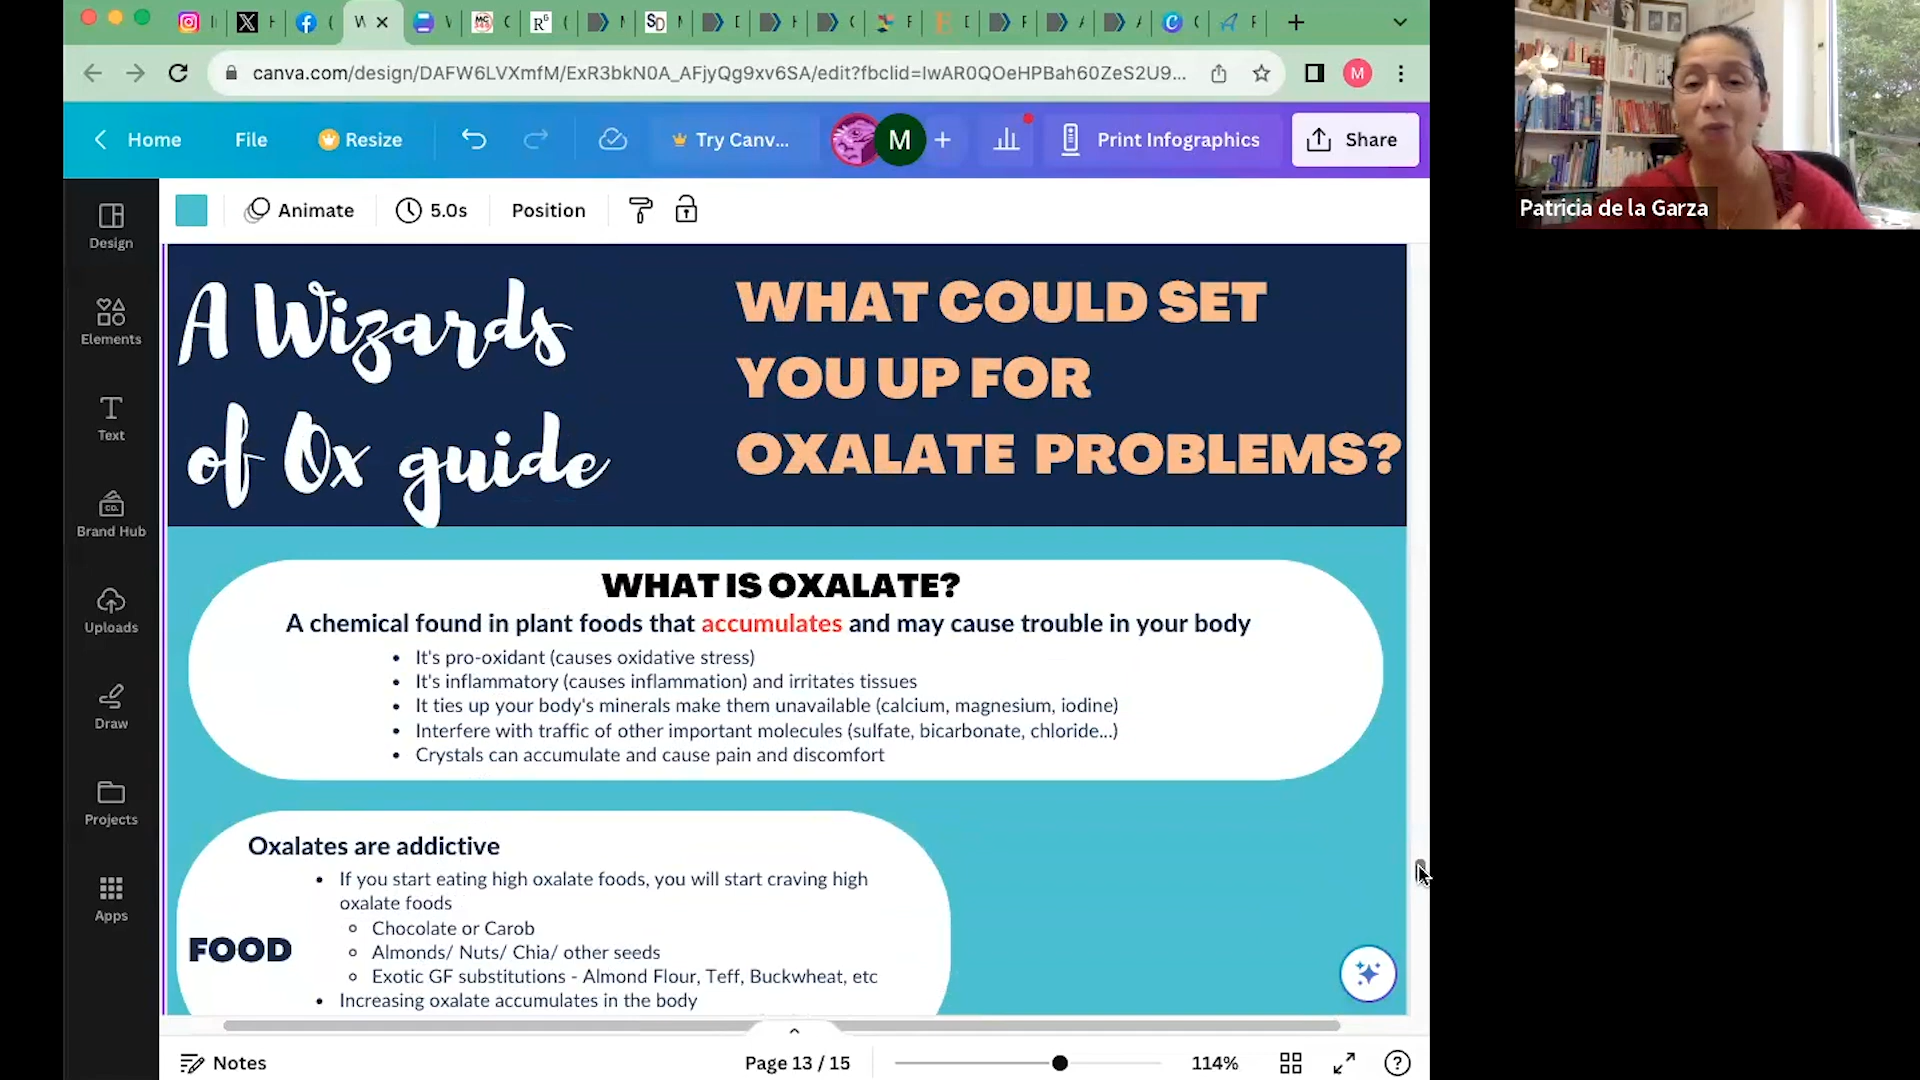 canva.com/design/DAFW6LVXmfM/ExR3bkN0A_AFjyQg9xv6SA/edit?fbclid=IwAR0QOeHPBah60ZeS2U9...
M
Home
File
Resize
Try Canv...
M
Print Infographics
Share
Animate
5.0s
Position
Design
Elements
Text
Brand Hub
Uploads
Draw
Projects
Apps
A Wizards
of Ox guide
WHAT COULD SET
YOU UP FOR
OXALATE PROBLEMS?
WHAT IS OXALATE?
A chemical found in plant foods that accumulates and may cause trouble in your body
• It's pro-oxidant (causes oxidative stress)
• It's inflammatory (causes inflammation) and irritates tissues
• It ties up your body's minerals make them unavailable (calcium, magnesium, iodine)
• Interfere with traffic of other important molecules (sulfate, bicarbonate, chloride...)
• Crystals can accumulate and cause pain and discomfort
Oxalates are addictive
• If you start eating high oxalate foods, you will start craving high
oxalate foods
Chocolate or Carob
Almonds/ Nuts/ Chia/ other seeds
Exotic GF substitutions - Almond Flour, Teff, Buckwheat, etc
• Increasing oxalate accumulates in the body
FOOD
Notes
Page 13 / 15
114%
Patricia de la Garza